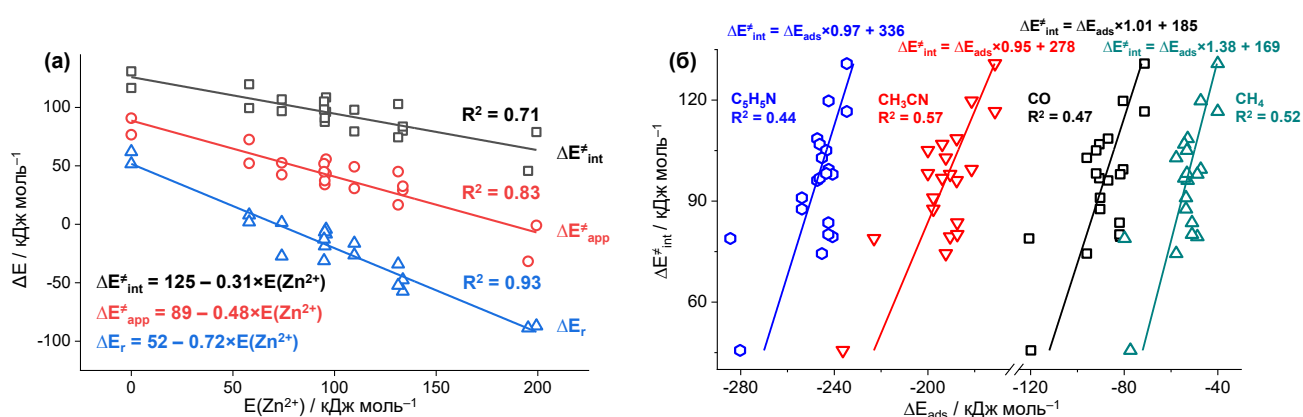 (а)
ΔE / кДж моль⁻¹
100
50
0
-50
-100
R² = 0.71
ΔE≠int
R² = 0.83
ΔE≠app
R² = 0.93
ΔEr
ΔE≠int = 125 – 0.31×E(Zn²⁺)
ΔE≠app = 89 – 0.48×E(Zn²⁺)
ΔEr = 52 – 0.72×E(Zn²⁺)
0 50 100 150 200
E(Zn²⁺) / кДж моль⁻¹
(б)
ΔE≠int = ΔEads×0.97 + 336
ΔE≠int = ΔEads×1.01 + 185
ΔE≠int = ΔEads×0.95 + 278
ΔE≠int = ΔEads×1.38 + 169
ΔE≠int / кДж моль⁻¹
120
90
60
C5H5N
R² = 0.44
CH3CN
R² = 0.57
CO
R² = 0.47
CH4
R² = 0.52
-280 -240 -200 -120 -80 -40
ΔEads / кДж моль⁻¹